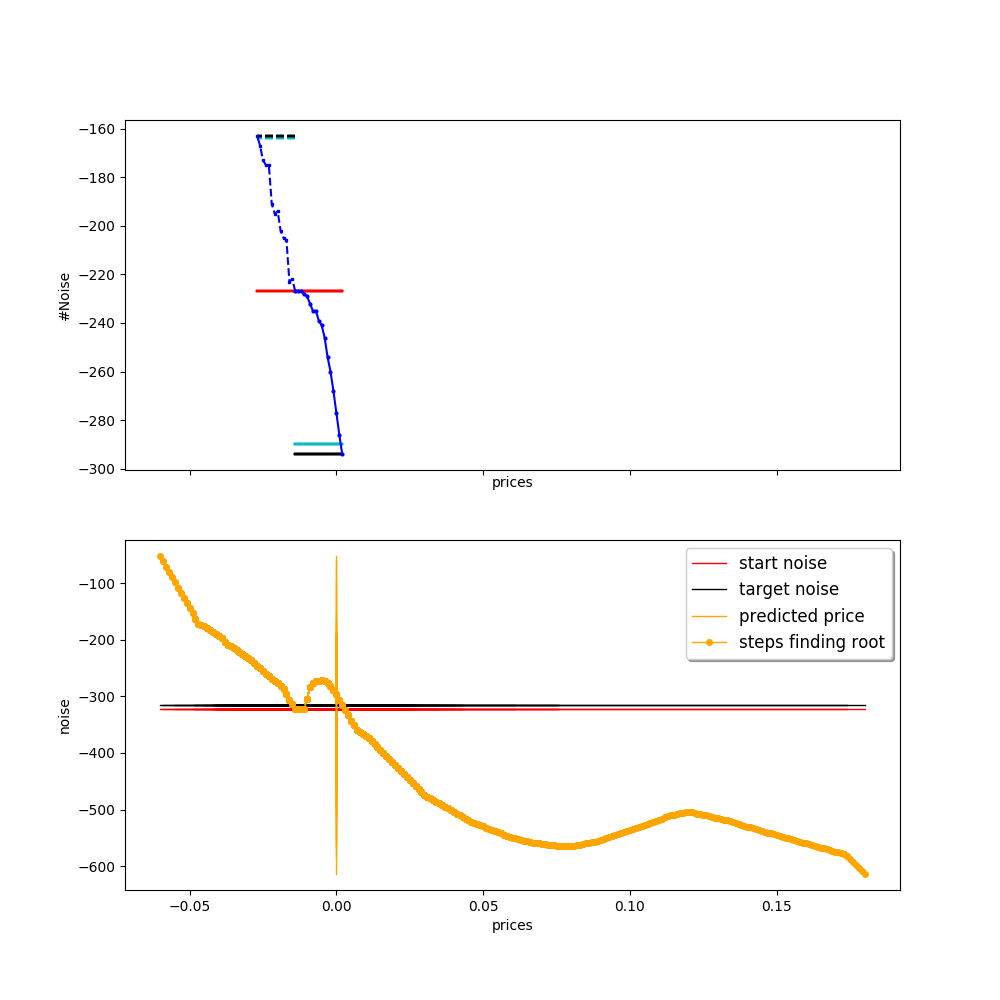 −160
−180
−200
−220
−240
−260
−280
−300
#Noise
prices
−100
−200
−300
−400
−500
−600
noise
start noise
target noise
predicted price
steps finding root
−0.05
0.00
0.05
0.10
0.15
prices